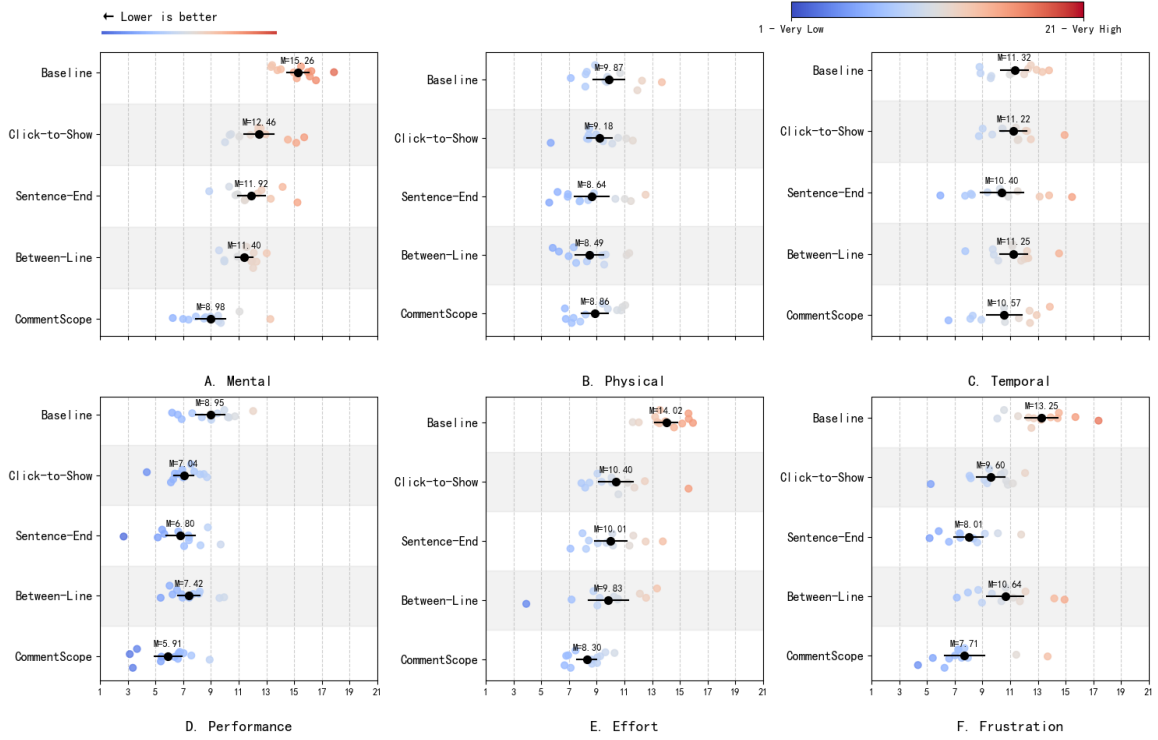 ← Lower is better
1 - Very Low
21 - Very High
Baseline
Click-to-Show
Sentence-End
Between-Line
CommentScope
M=15.26
M=12.46
M=11.92
M=11.40
M=8.98
A. Mental
Baseline
Click-to-Show
Sentence-End
Between-Line
CommentScope
M=9.87
M=9.18
M=8.64
M=8.49
M=8.86
B. Physical
Baseline
Click-to-Show
Sentence-End
Between-Line
CommentScope
M=11.32
M=11.22
M=10.40
M=11.25
M=10.57
C. Temporal
Baseline
Click-to-Show
Sentence-End
Between-Line
CommentScope
M=8.95
M=7.04
M=6.80
M=7.42
M=5.91
1 3 5 7 9 11 13 15 17 19 21
D. Performance
Baseline
Click-to-Show
Sentence-End
Between-Line
CommentScope
M=14.02
M=10.40
M=10.01
M=9.83
M=8.30
1 3 5 7 9 11 13 15 17 19 21
E. Effort
Baseline
Click-to-Show
Sentence-End
Between-Line
CommentScope
M=13.25
M=9.60
M=8.01
M=10.64
M=7.71
1 3 5 7 9 11 13 15 17 19 21
F. Frustration